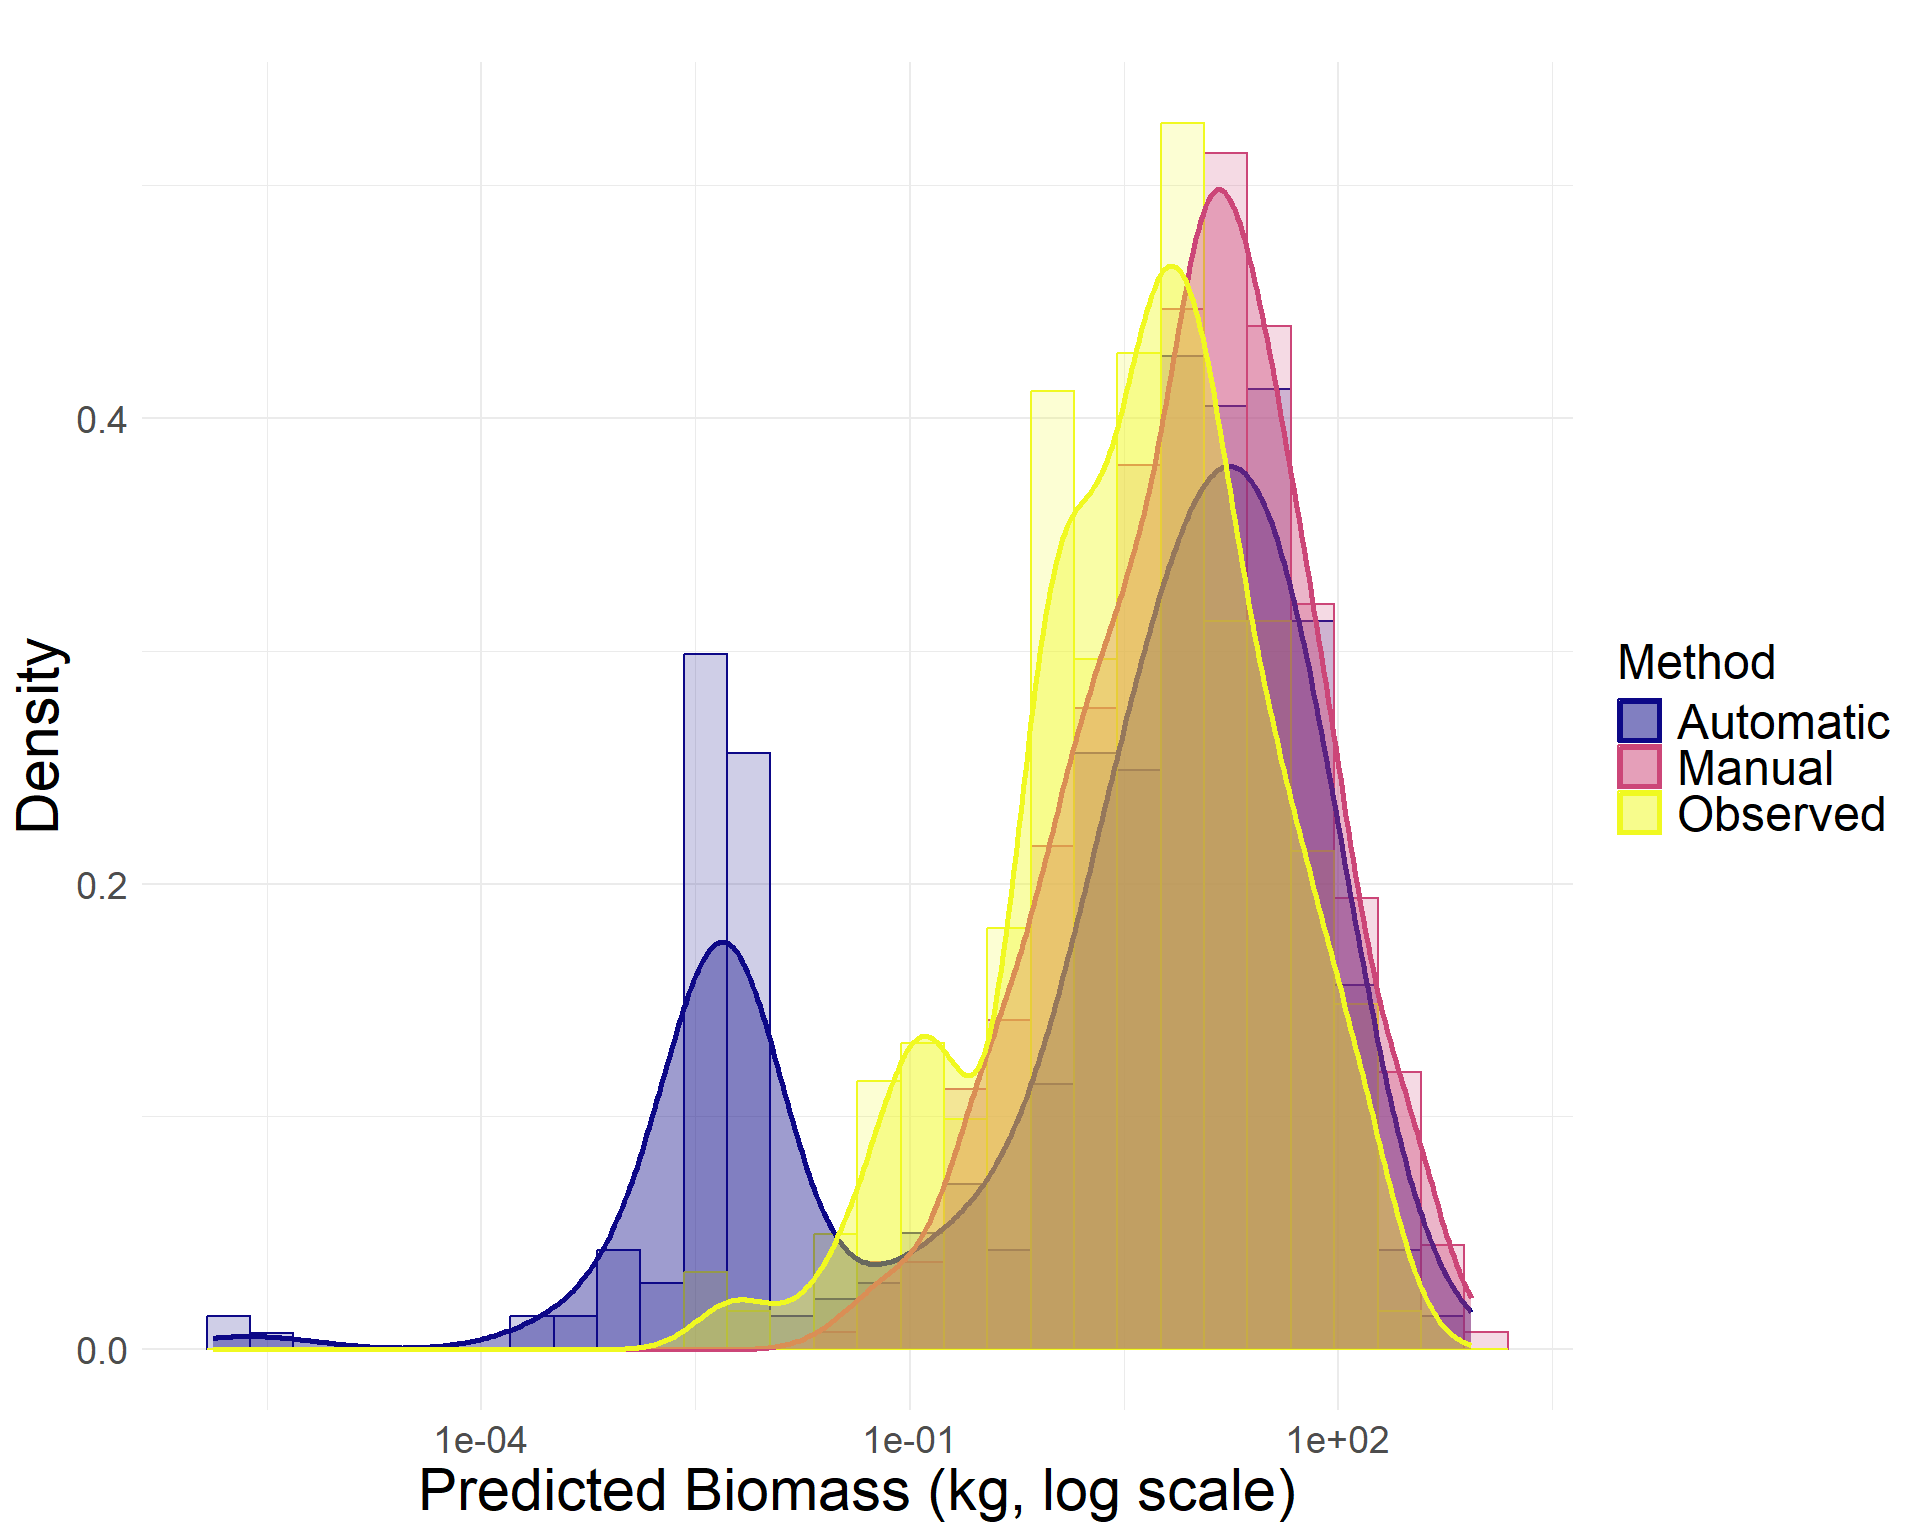 Density
0.4
0.2
0.0
1e-04
1e-01
1e+02
Predicted Biomass (kg, log scale)
Method
Automatic
Manual
Observed